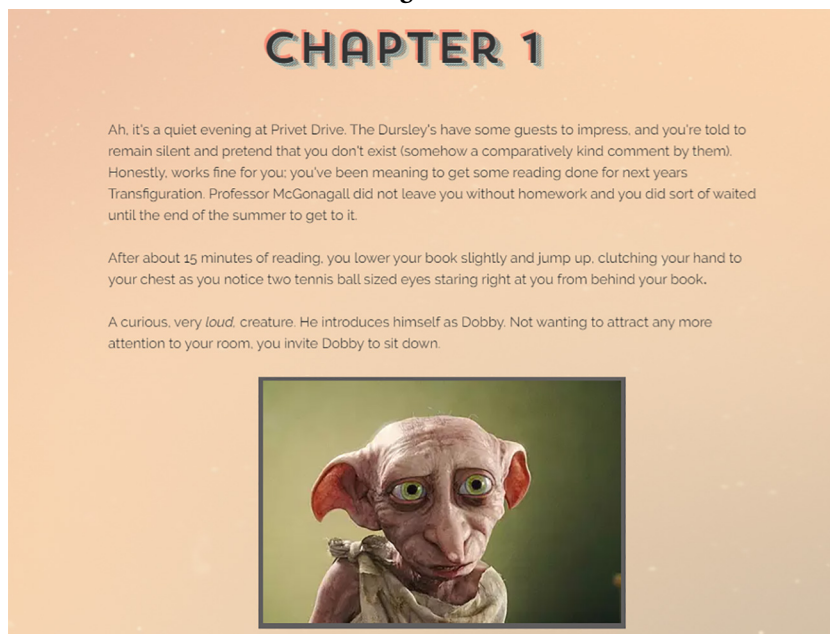 CHAPTER 1
Ah, it's a quiet evening at Privet Drive. The Dursley's have some guests to impress, and you're told to
remain silent and pretend that you don't exist (somehow a comparatively kind comment by them).
Honestly, works fine for you; you've been meaning to get some reading done for next years
Transfiguration. Professor McGonagall did not leave you without homework and you did sort of waited
until the end of the summer to get to it.
After about 15 minutes of reading, you lower your book slightly and jump up, clutching your hand to
your chest as you notice two tennis ball sized eyes staring right at you from behind your book.
A curious, very loud, creature. He introduces himself as Dobby. Not wanting to attract any more
attention to your room, you invite Dobby to sit down.